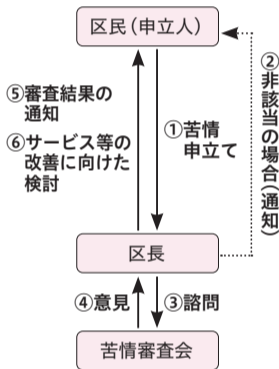 区民（申立人）
⑤審査結果の
通知
⑥サービス等の
改善に向けた
検討
①苦情
申立て
②非該当の場合（通知）
区長
④意見
③諮問
苦情審査会